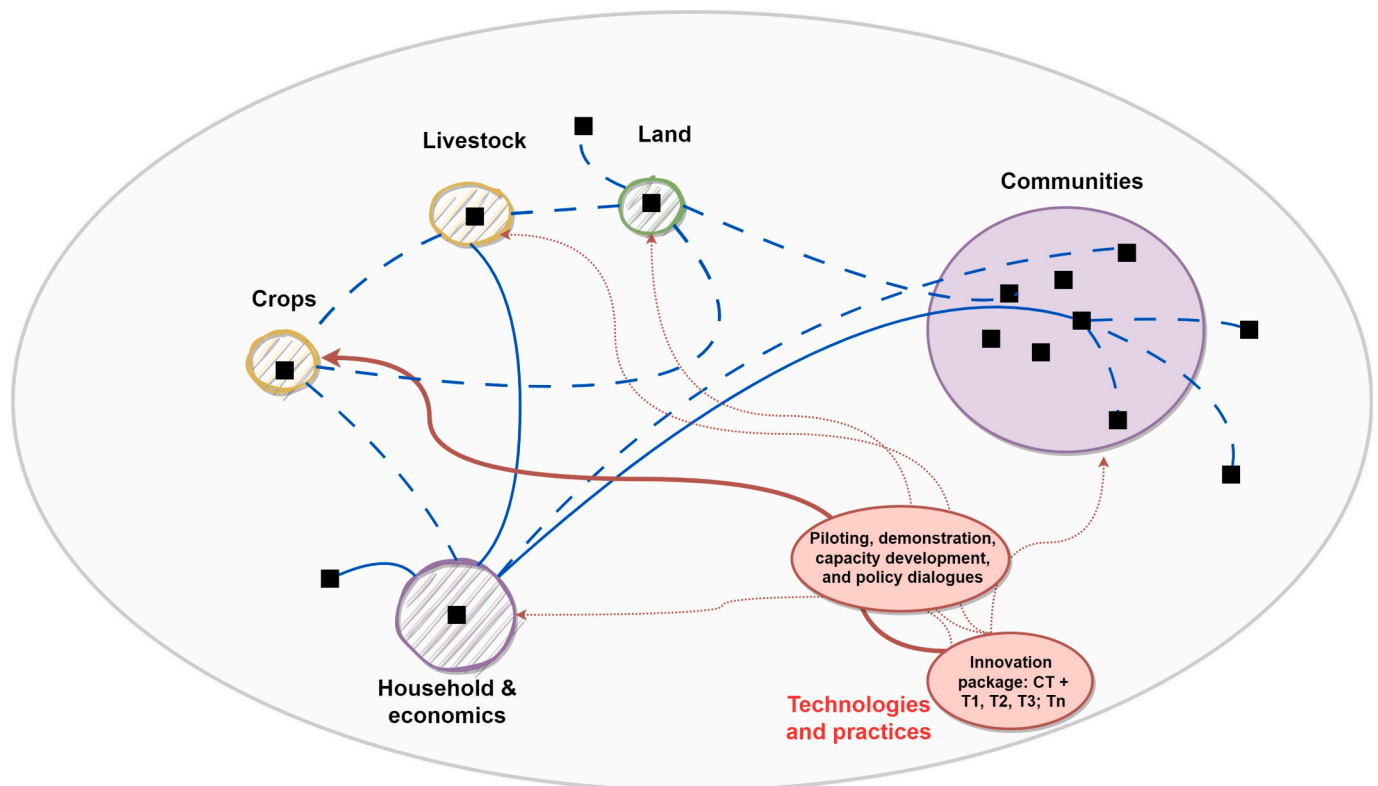 Livestock
Land
Communities
Crops
Piloting, demonstration,
capacity development,
and policy dialogues
Innovation
package: CT +
T1, T2, T3; Tn
Household &
economics
Technologies
and practices